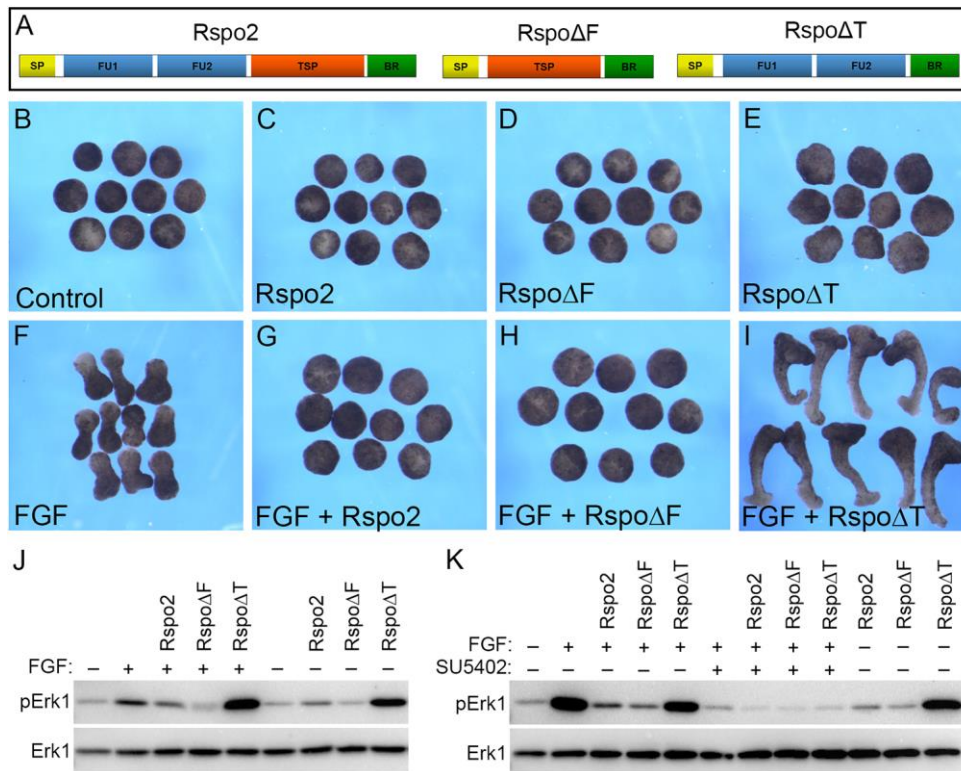 A
Rspo2
RspoΔF
RspoΔT
SP FU1 FU2 TSP BR
SP TSP BR
SP FU1 FU2 BR
B
Control
C
Rspo2
D
RspoΔF
E
RspoΔT
F
FGF
G
FGF + Rspo2
H
FGF + RspoΔF
I
FGF + RspoΔT
J
Rspo2 RspoΔF RspoΔT Rspo2 RspoΔF RspoΔT
FGF: – + + + + – – – –
pErk1
Erk1
K
Rspo2 RspoΔF RspoΔT Rspo2 RspoΔF RspoΔT Rspo2 RspoΔF RspoΔT
FGF: – + + + + + + + + – – –
SU5402: – – – – – + + + + – – –
pErk1
Erk1